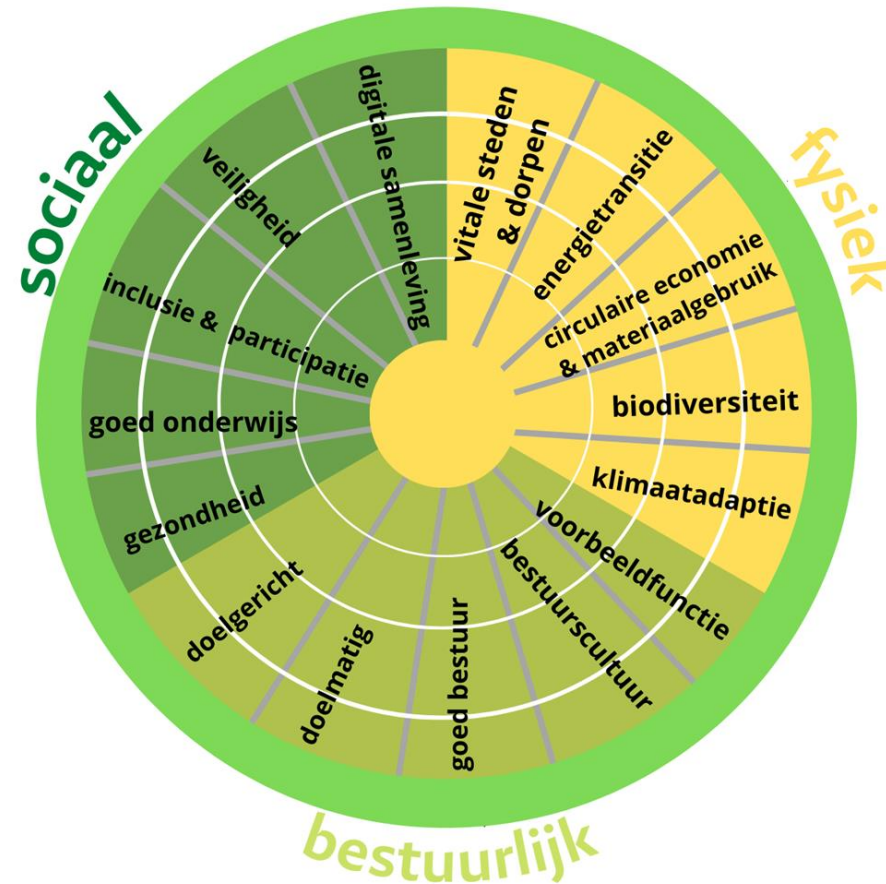 sociaal
fysiek
bestuurlijk
digitale samenleving
veiligheid
inclusie & participatie
goed onderwijs
gezondheid
vitale steden
& dorpen
energietransitie
circulaire economie
& materiaalgebruik
biodiversiteit
klimaatadaptie
voorbeeldfunctie
bestuurscultuur
goed bestuur
doelmatig
doelgericht